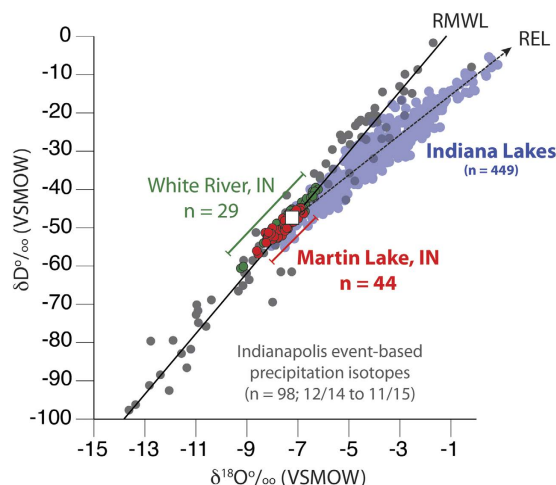 RMWL
REL
0
-10
-20
-30
-40
-50
-60
-70
-80
-90
-100
δD‰ (VSMOW)
White River, IN
n = 29
Indiana Lakes
(n = 449)
Martin Lake, IN
n = 44
Indianapolis event-based
precipitation isotopes
(n = 98; 12/14 to 11/15)
-15 -13 -11 -9 -7 -5 -3 -1
δ¹⁸O‰ (VSMOW)